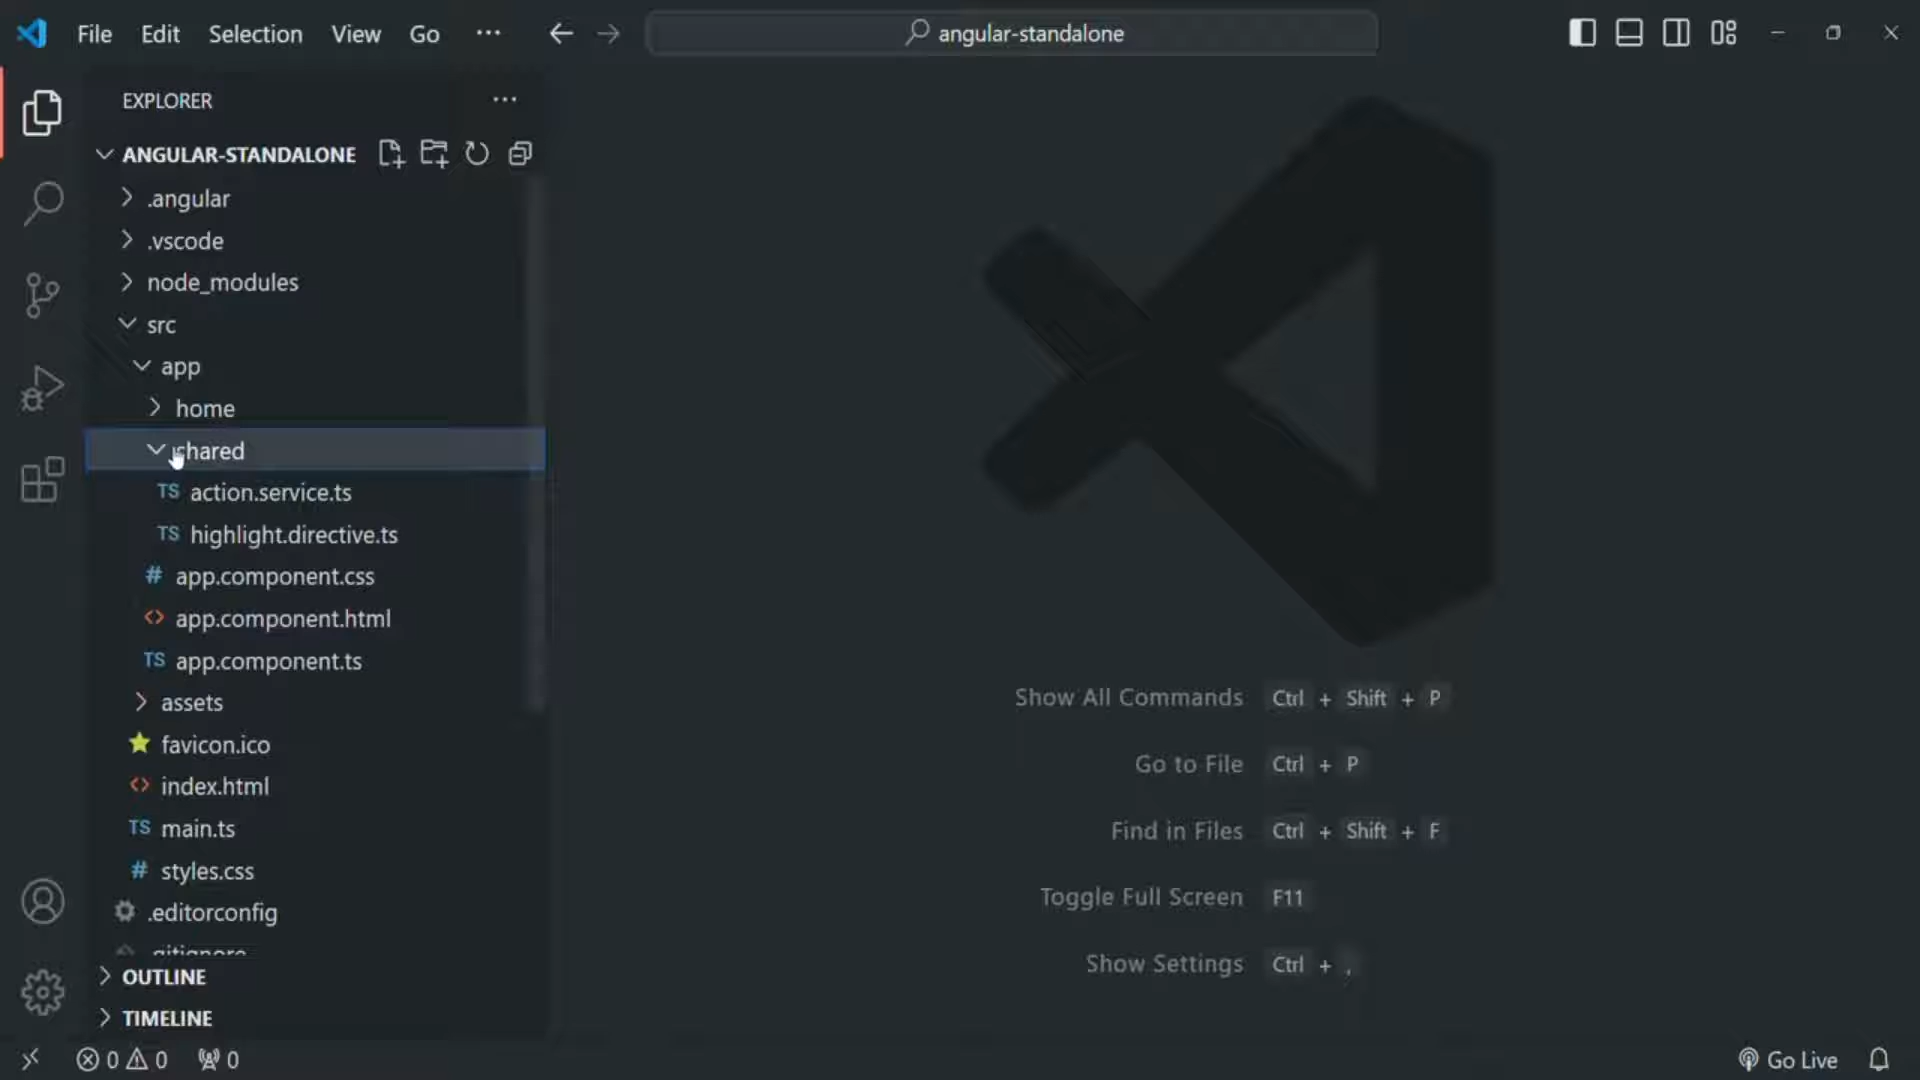 File Edit Selection View Go ··· angular-standalone
EXPLORER
ANGULAR-STANDALONE
.angular
.vscode
node_modules
src
app
home
shared
TS action.service.ts
TS highlight.directive.ts
# app.component.css
<> app.component.html
TS app.component.ts
assets
favicon.ico
<> index.html
TS main.ts
# styles.css
.editorconfig
.gitignore
OUTLINE
TIMELINE
Show All Commands Ctrl + Shift + P
Go to File Ctrl + P
Find in Files Ctrl + Shift + F
Toggle Full Screen F11
Show Settings Ctrl + ,
0 0 0 Go Live